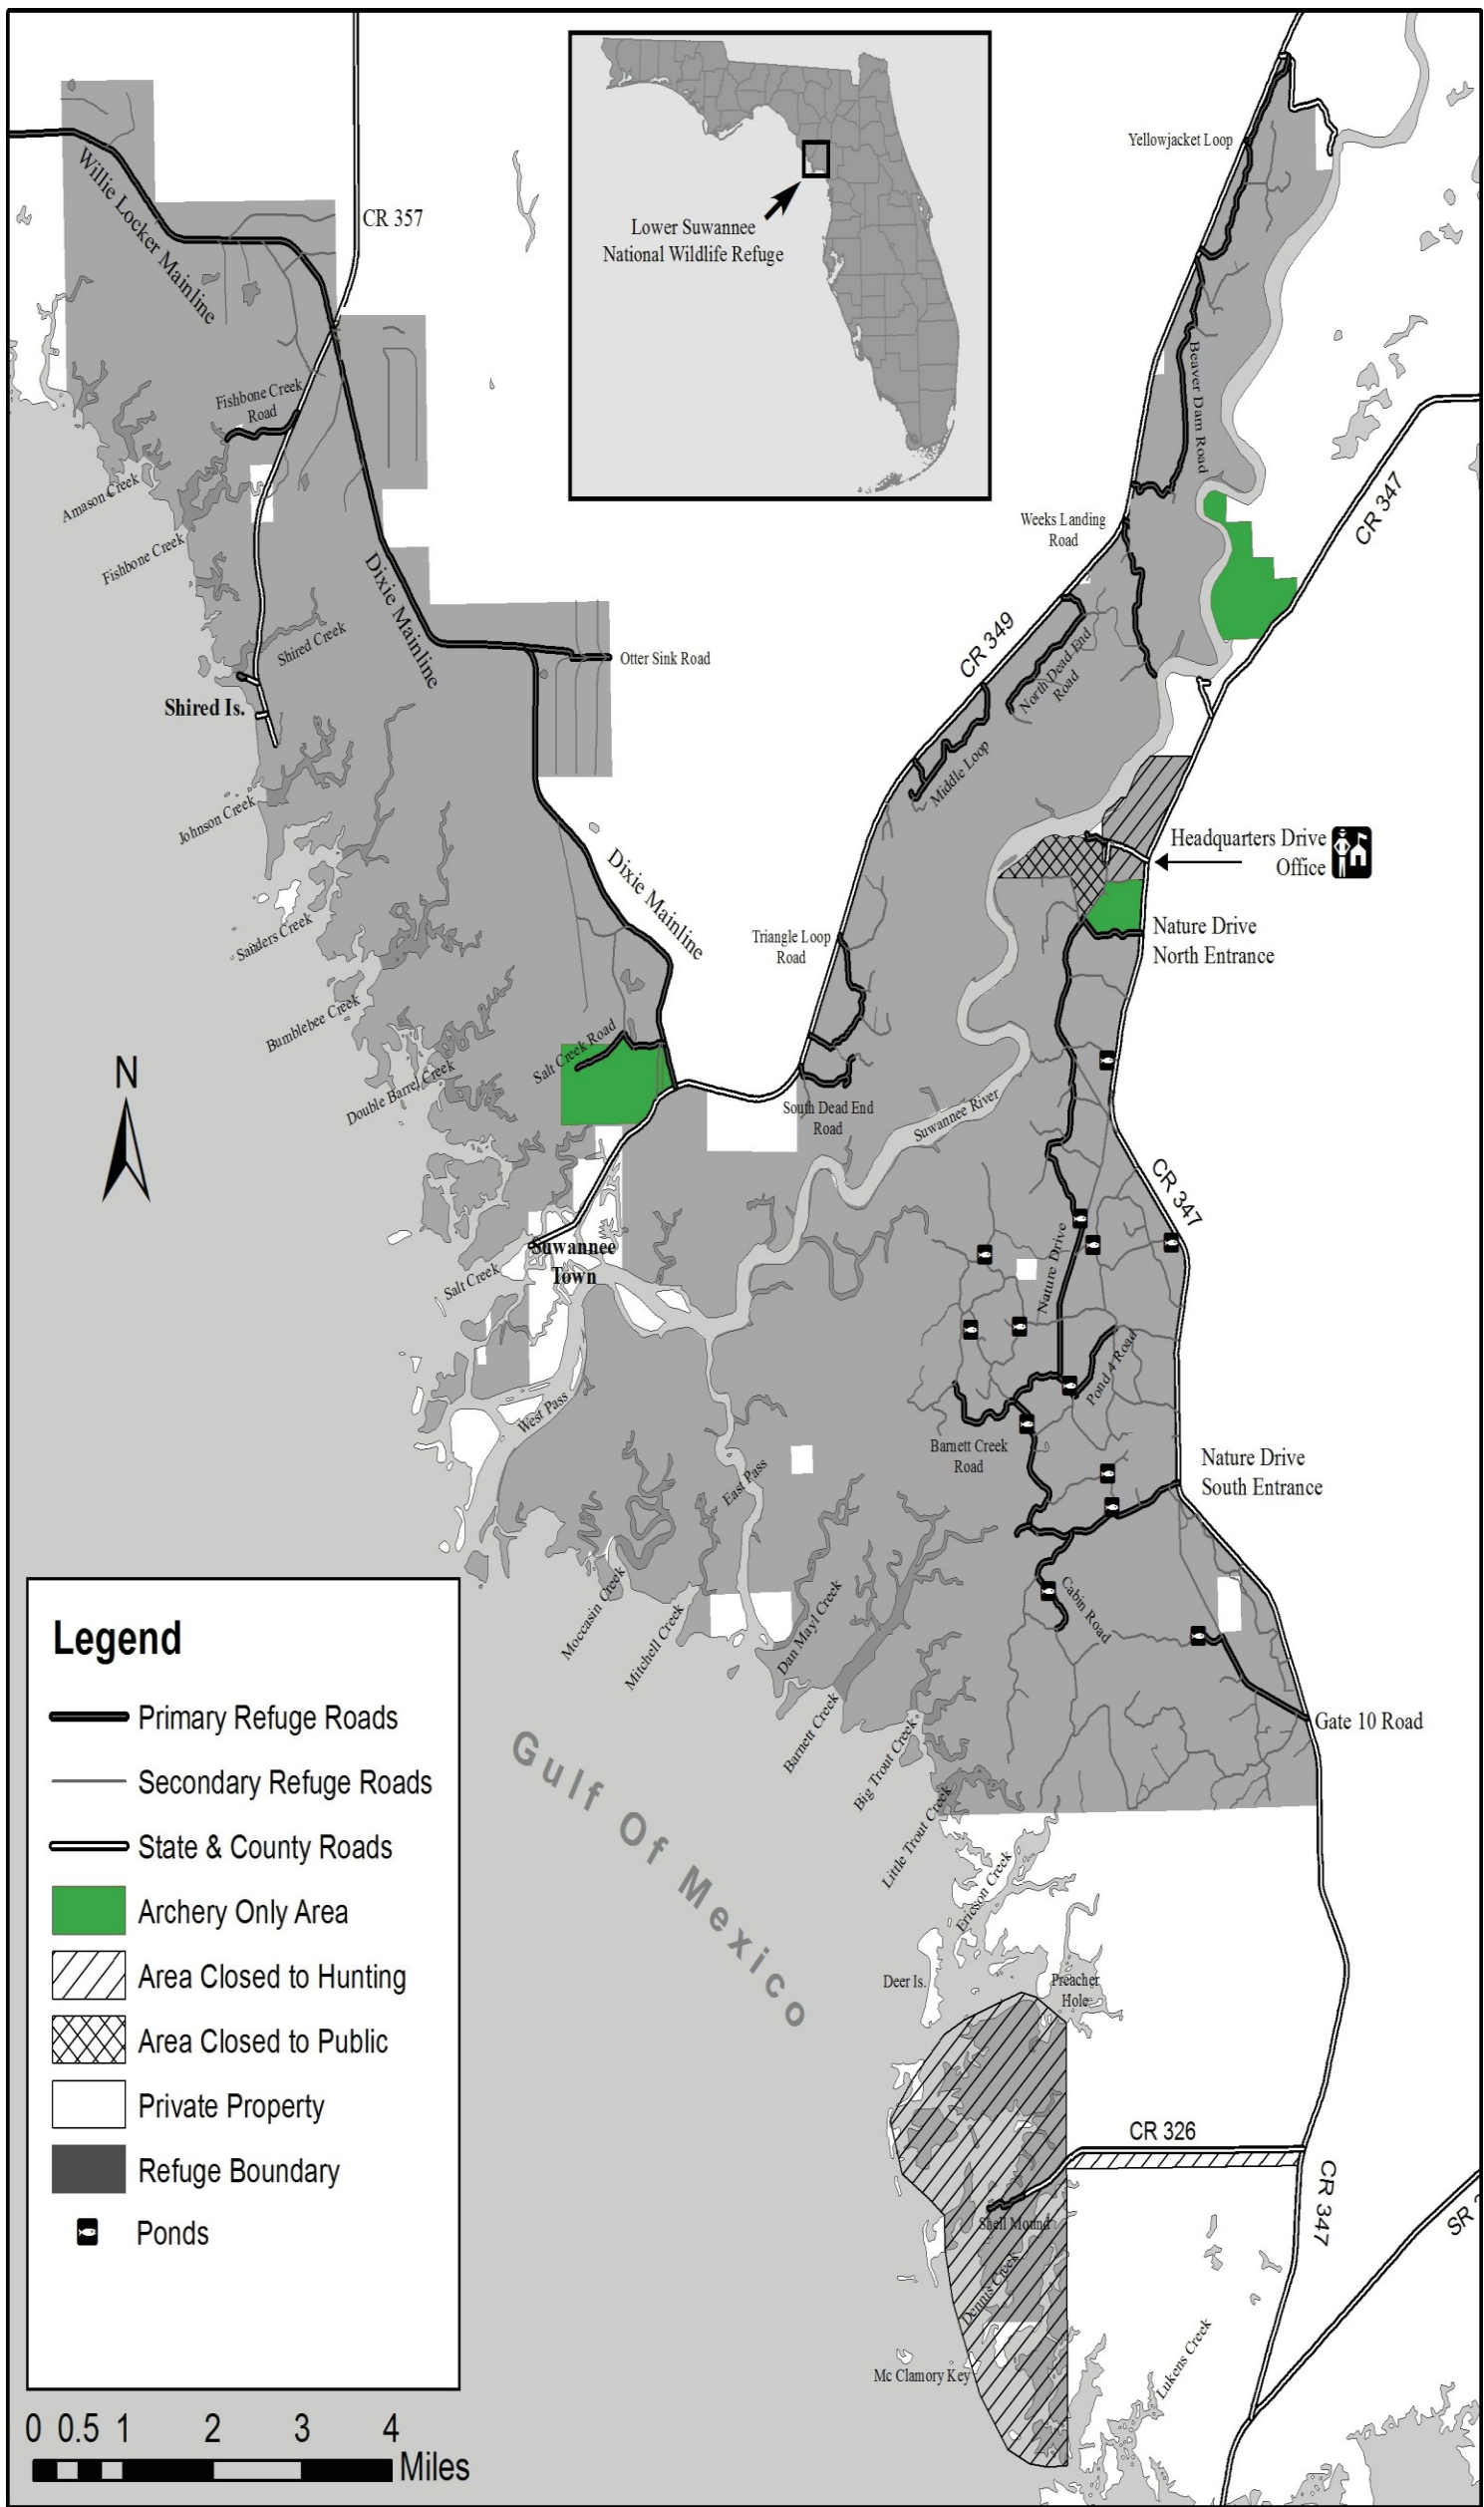 CR 357
Willie Locker Mainline
Lower Suwannee
National Wildlife Refuge
Yellowjacket Loop
Beaver Dam Road
CR 347
Fishbone Creek
Road
Amason Creek
Fishbone Creek
Weeks Landing
Road
Dixie Mainline
Shired Creek
Otter Sink Road
CR 349
North Dead End
Road
Shired Is.
Middle Loop
Johnson Creek
Headquarters Drive
Office
Dixie Mainline
Sanders Creek
Triangle Loop
Road
Nature Drive
North Entrance
Bumblebee Creek
Salt Creek Road
Double Barrel Creek
N
South Dead End
Road
Suwannee River
CR 347
Suwannee
Town
Salt Creek
Nature Drive
Pond 4 Road
West Pass
Barnett Creek
Road
East Pass
Nature Drive
South Entrance
Moccasin Creek
Mitchell Creek
Dan Mayl Creek
Cabin Road
Barnett Creek
Big Trout Creek
Little Trout Creek
Gate 10 Road
Gulf Of Mexico
Ericson Creek
Deer Is.
Preacher
Hole
CR 326
CR 347
SR
Shell Mound
Dennis Creek
Mc Clamory Key
Lukens Creek
Legend
Primary Refuge Roads
Secondary Refuge Roads
State & County Roads
Archery Only Area
Area Closed to Hunting
Area Closed to Public
Private Property
Refuge Boundary
Ponds
0 0.5 1 2 3 4
Miles